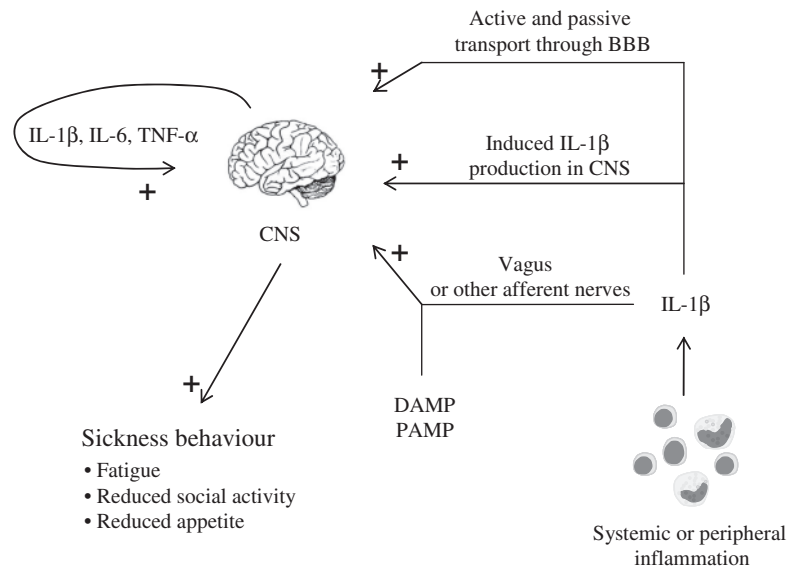 Active and passive
transport through BBB
+
IL-1β, IL-6, TNF-α
+
Induced IL-1β
production in CNS
+
CNS
+
Vagus
or other afferent nerves
IL-1β
+
DAMP
PAMP
Sickness behaviour
• Fatigue
• Reduced social activity
• Reduced appetite
Systemic or peripheral
inflammation